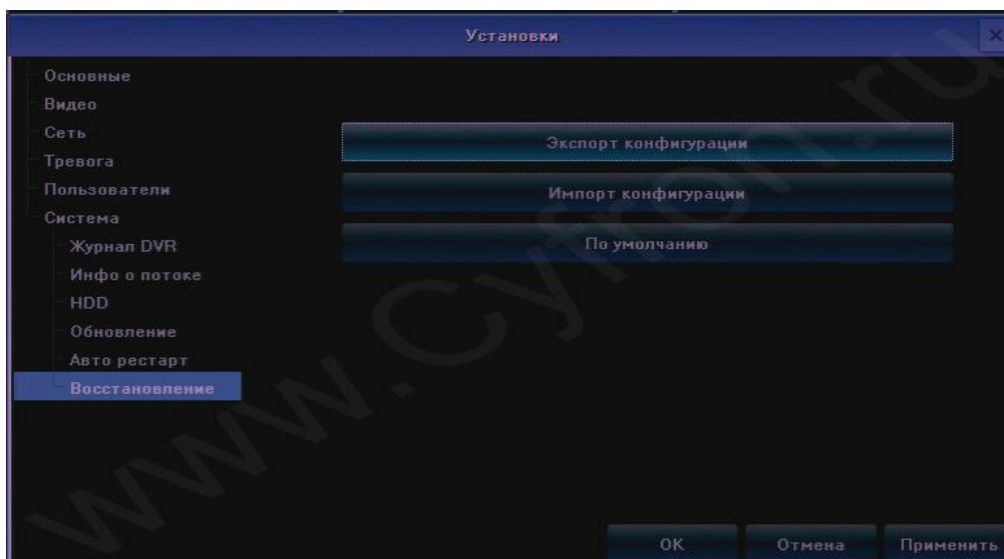 Установки
Основные
Видео
Сеть
Тревога
Пользователи
Система
Журнал DVR
Инфо о потоке
HDD
Обновление
Авто рестарт
Восстановление
Экспорт конфигурации
Импорт конфигурации
По умолчанию
OK
Отмена
Применить
www.Cyfron.ru